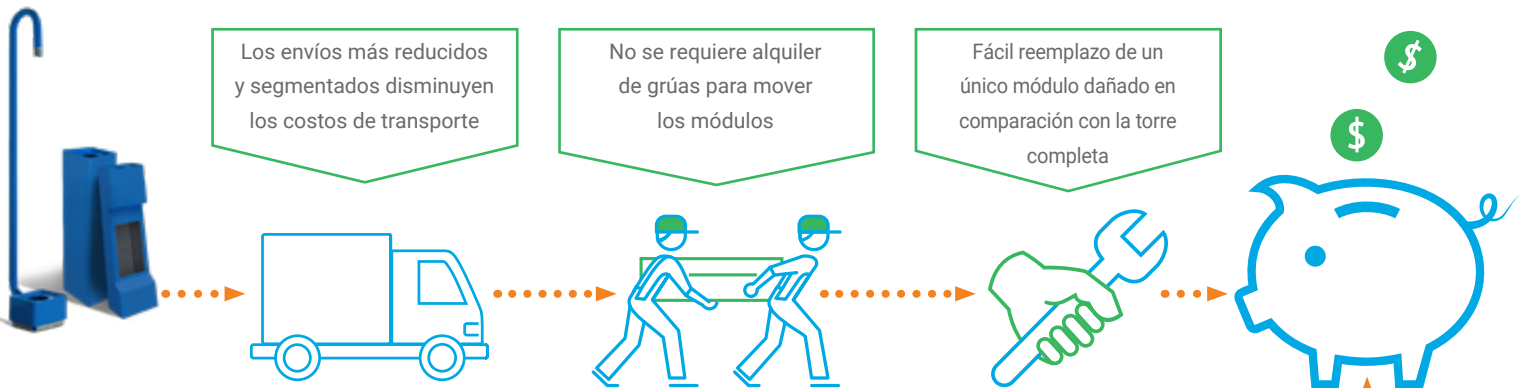 Los envíos más reducidos
y segmentados disminuyen
los costos de transporte
No se requiere alquiler
de grúas para mover
los módulos
Fácil reemplazo de un
único módulo dañado en
comparación con la torre
completa
$
$